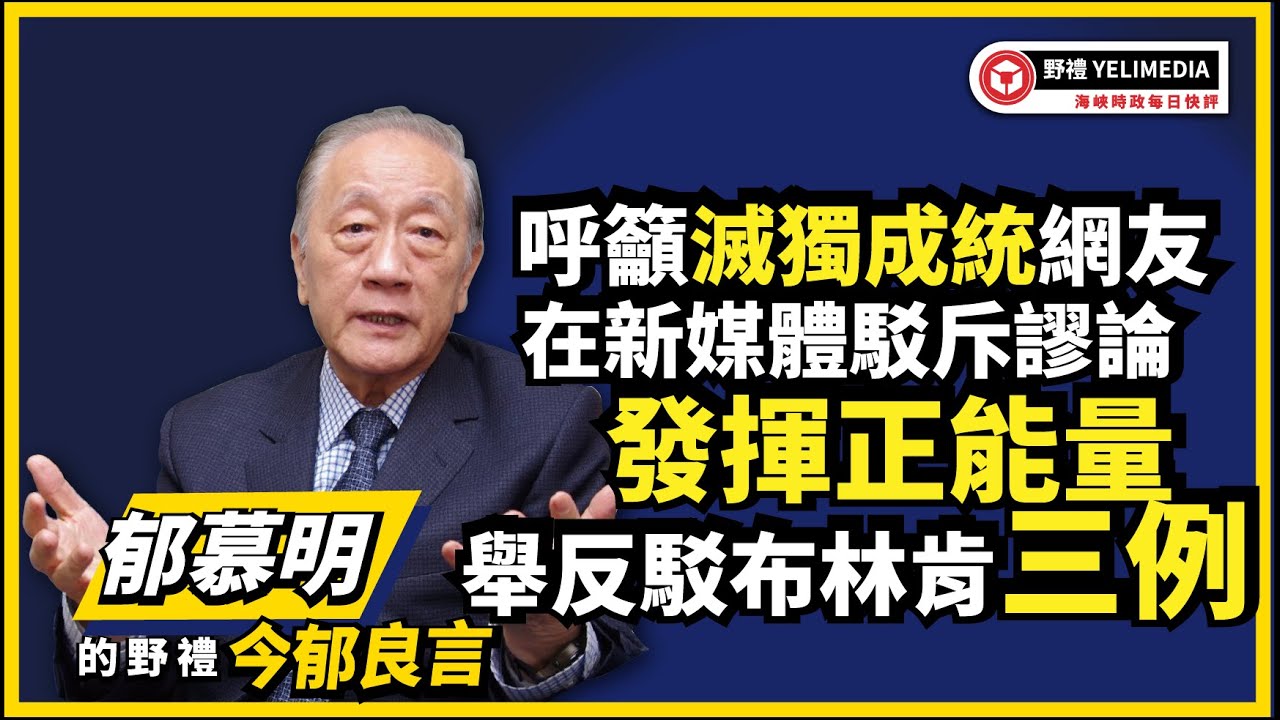 野禮 YELIMEDIA
海峽時政每日快評
呼籲滅獨成統網友
在新媒體駁斥謬論
發揮正能量
舉反駁布林肯三例
郁慕明
的野禮今郁良言